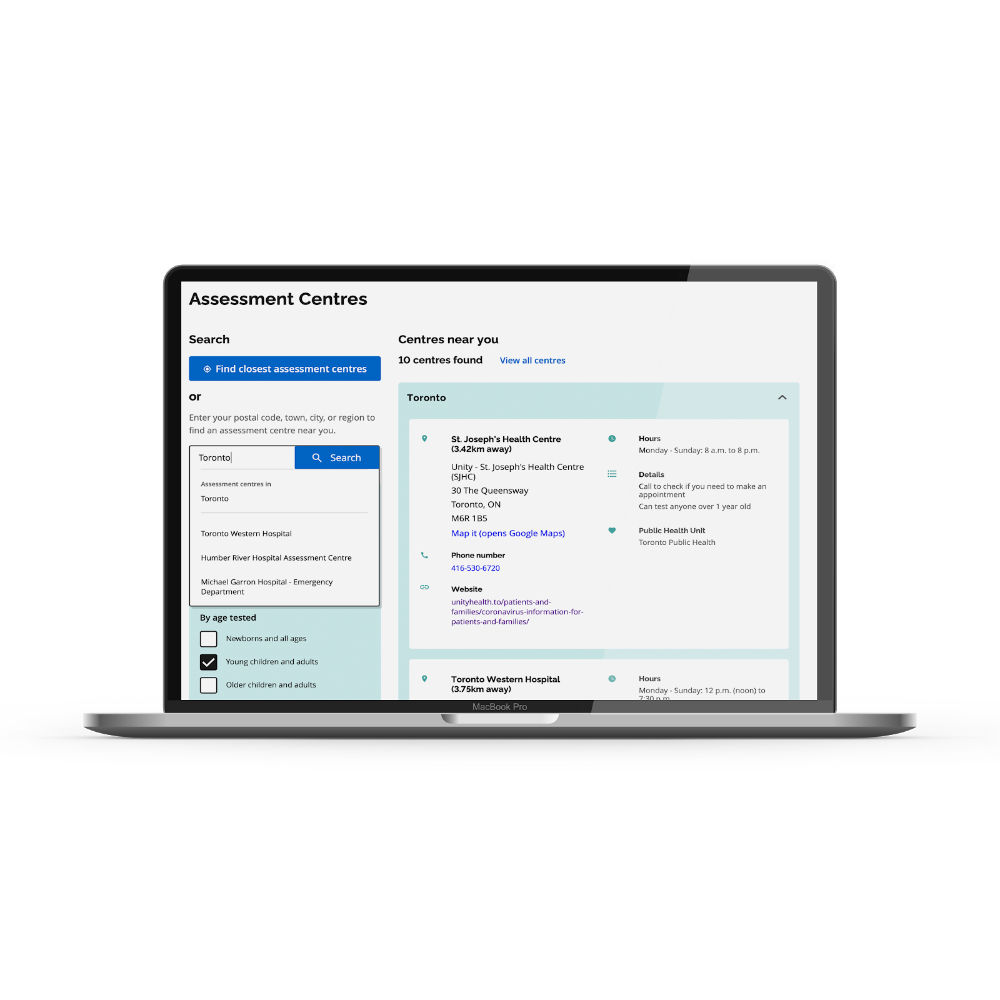 Assessment Centres
Search
Find closest assessment centres
or
Enter your postal code, town, city, or region to
find an assessment centre near you.
Toronto
Search
Assessment centres in
Toronto
Toronto Western Hospital
Humber River Hospital Assessment Centre
Michael Garron Hospital - Emergency
Department
By age tested
Newborns and all ages
Young children and adults
Older children and adults
Centres near you
10 centres found
View all centres
Toronto
St. Joseph's Health Centre
(3.42km away)
Unity - St. Joseph's Health Centre
(SJHC)
30 The Queensway
Toronto, ON
M6R 1B5
Map it (opens Google Maps)
Phone number
416-530-6720
Website
unityhealth.to/patients-and-
families/coronavirus-information-for-
patients-and-families/
Hours
Monday - Sunday: 8 a.m. to 8 p.m.
Details
Call to check if you need to make an
appointment
Can test anyone over 1 year old
Public Health Unit
Toronto Public Health
Toronto Western Hospital
(3.75km away)
Hours
Monday - Sunday: 12 p.m. (noon) to
7:30 p.m.
MacBook Pro